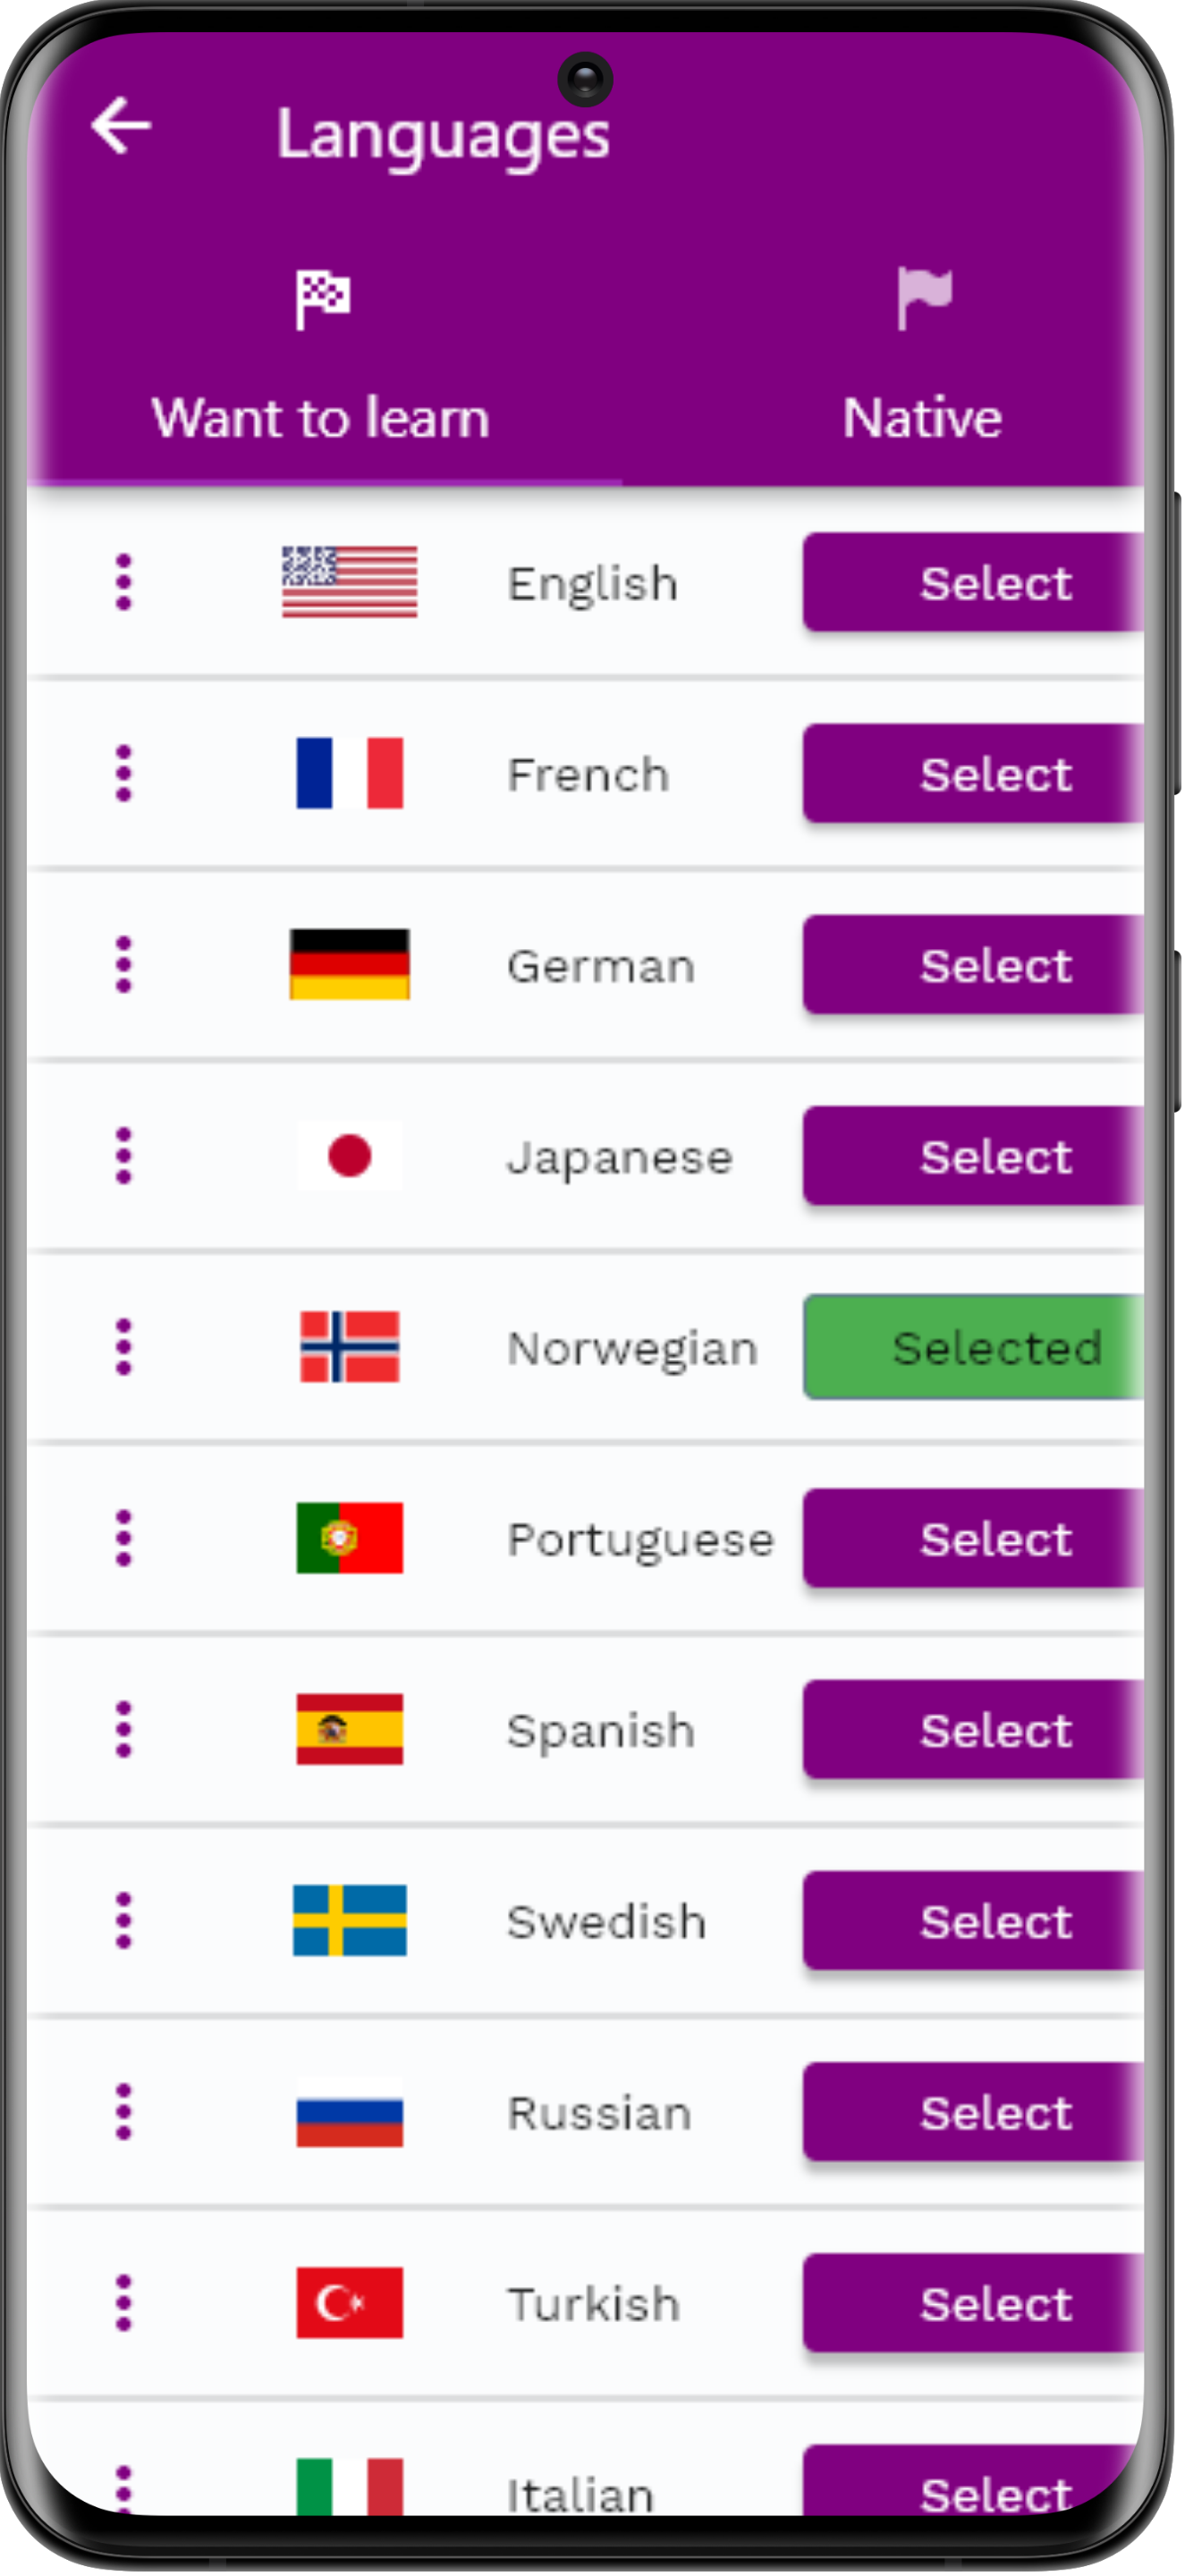 Languages
Want to learn
Native
English Select
French Select
German Select
Japanese Select
Norwegian Selected
Portuguese Select
Spanish Select
Swedish Select
Russian Select
Turkish Select
Italian Select